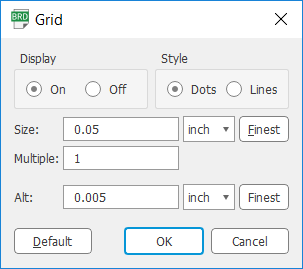 BRD Grid
Display Style
On Off Dots Lines
Size: 0.05 inch Finest
Multiple: 1
Alt: 0.005 inch Finest
Default OK Cancel